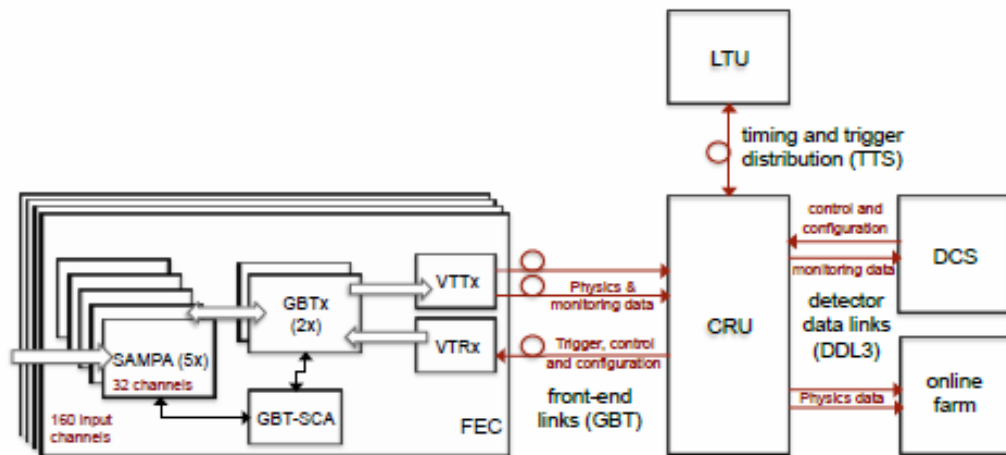 LTU
timing and trigger
distribution (TTS)
control and
configuration
monitoring data
DCS
detector
data links
(DDL3)
CRU
Physics data
online
farm
VTTx
Physics &
monitoring data
VTRx
Trigger, control
and configuration
front-end
links (GBT)
GBTx
(2x)
SAMPA (5x)
32 channels
GBT-SCA
FEC
160 input
channels